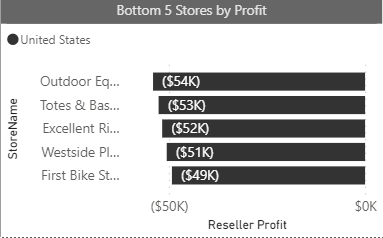 Bottom 5 Stores by Profit
United States
StoreName
Outdoor Eq... ($54K)
Totes & Bas... ($53K)
Excellent Ri... ($52K)
Westside Pl... ($51K)
First Bike St... ($49K)
($50K) $0K
Reseller Profit